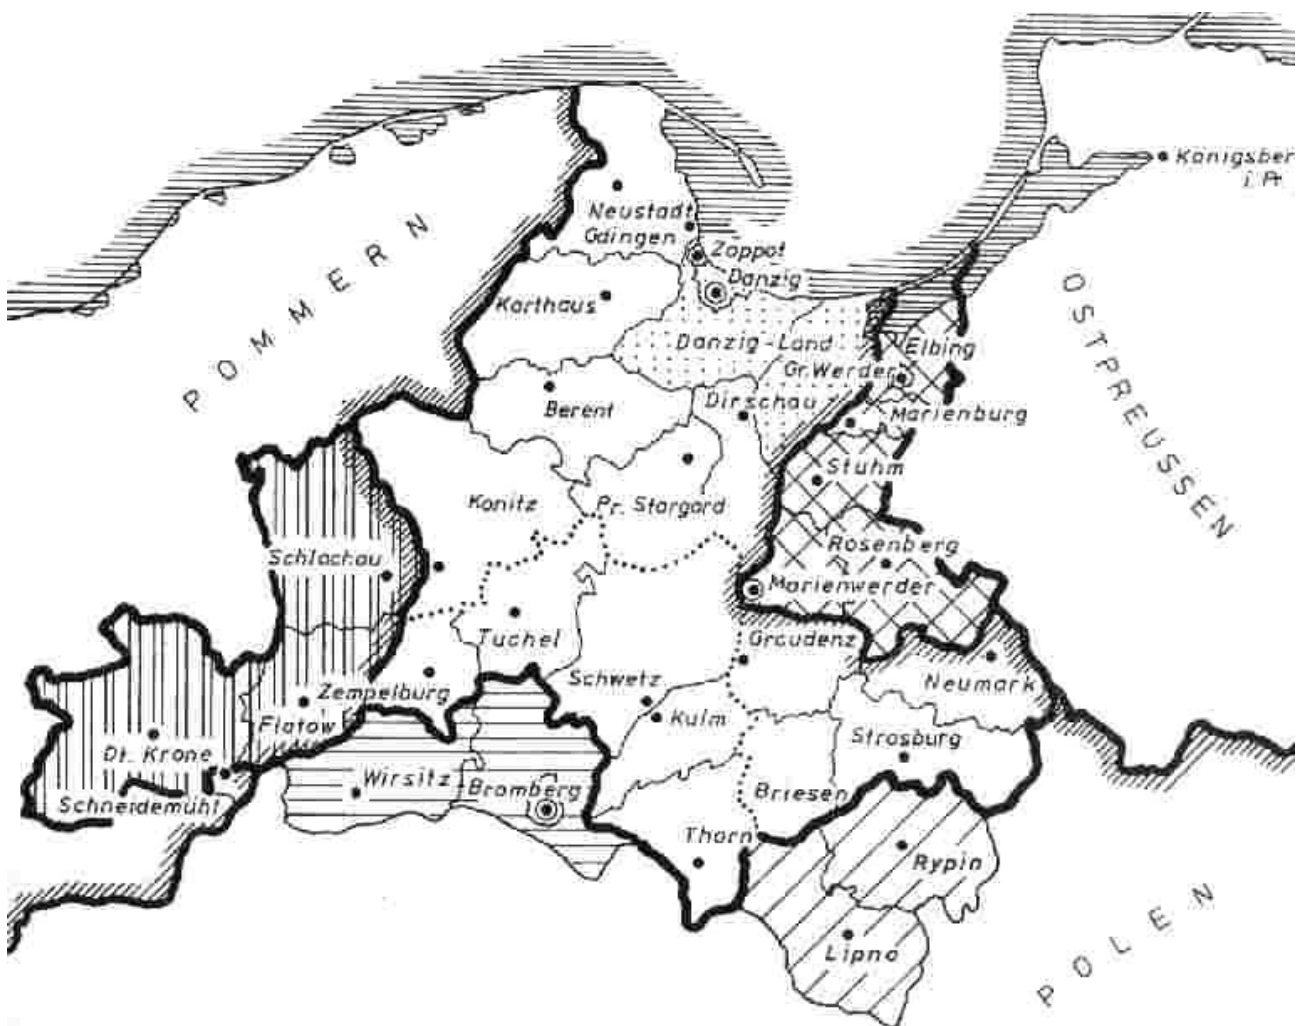 Königsber
i. Pr.
Neustadt
Gdingen
Zoppot
Danzig
POMMERN
OSTPREUSSEN
Karthaus
Danzig-Land
Elbing
Gr. Werder
Berent
Dirschau
Marienburg
Stuhm
Konitz
Pr. Stargard
Rosenberg
Schlochau
Marienwerder
Tuchel
Graudenz
Zempelburg
Schwetz
Neumark
Flatow
Kulm
Strasburg
Dt. Krone
Wirsitz
Bromberg
Briesen
Schneidemühl
Thorn
Rypin
Lipno
POLEN